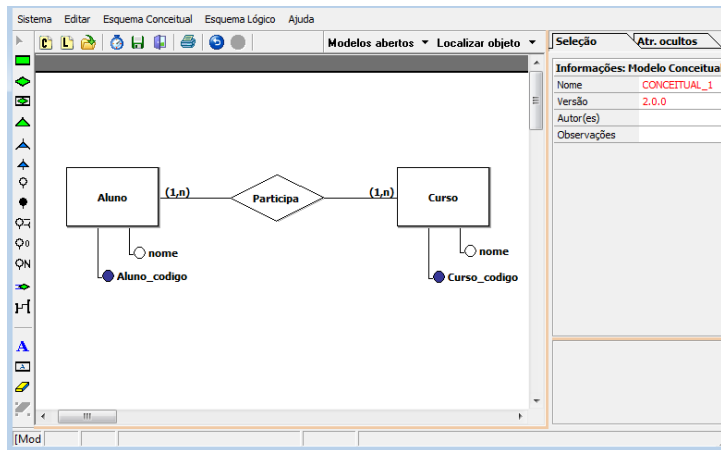 Sistema Editar Esquema Conceitual Esquema Lógico Ajuda
C L Modelos abertos Localizar objeto
Seleção Atr. ocultos
Informações: Modelo Conceitual
Nome CONCEITUAL_1
Versão 2.0.0
Autor(es)
Observações
Aluno (1,n) Participa (1,n) Curso
nome nome
Aluno_codigo Curso_codigo
0
N
A
A
[Mod